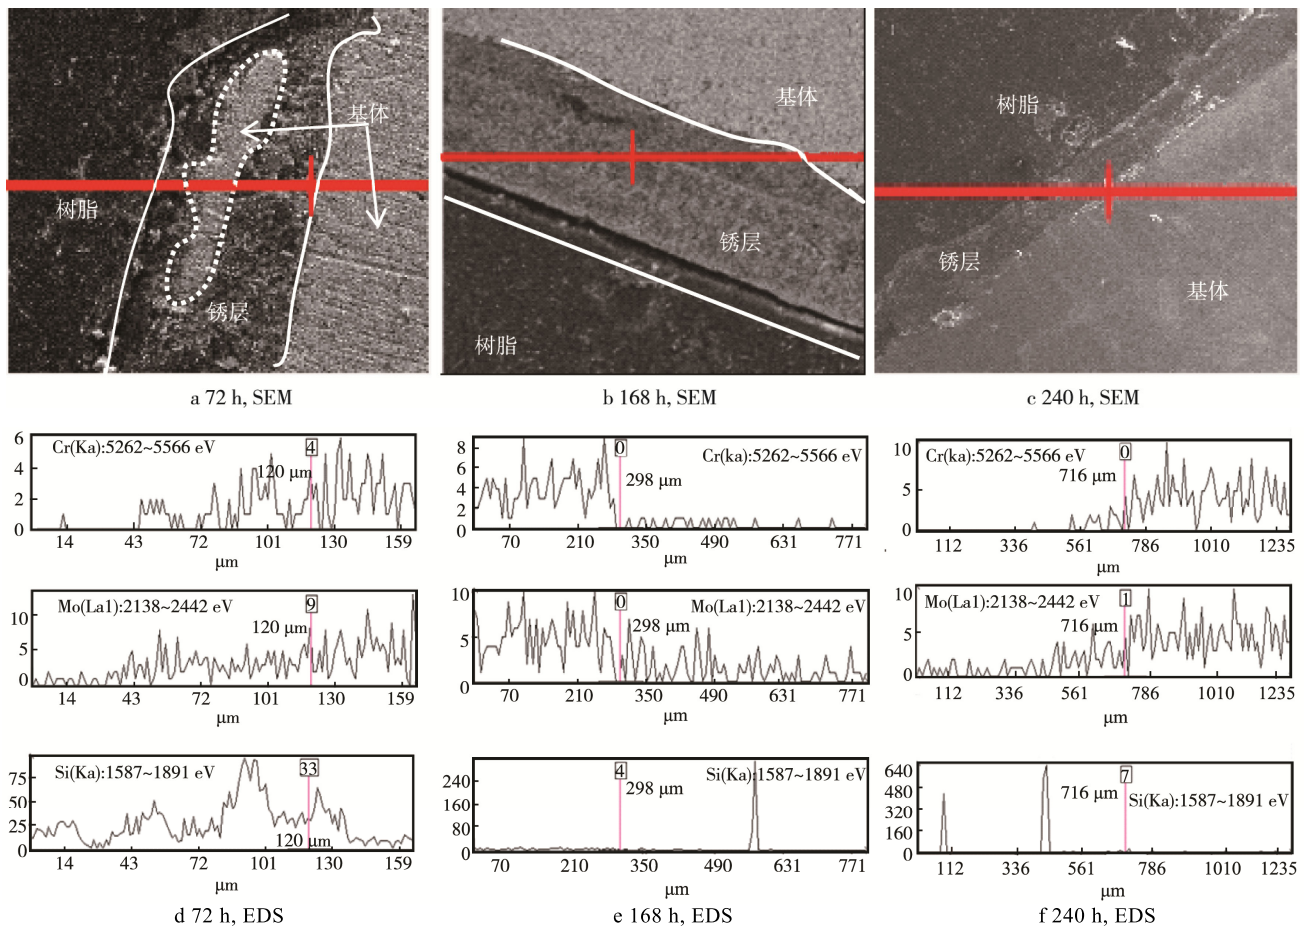 基体
树脂
锈层
基体
锈层
树脂
树脂
锈层
基体
a 72 h, SEM
b 168 h, SEM
c 240 h, SEM
Cr(Ka):5262~5566 eV
4
120 μm
6
4
2
0
14 43 72 101 130 159
μm
Cr(ka):5262~5566 eV
0
298 μm
8
6
4
2
0
70 210 350 490 631 771
μm
Cr(Ka):5262~5566 eV
0
716 μm
10
5
0
112 336 561 786 1010 1235
μm
Mo(La1):2138~2442 eV
9
120 μm
10
5
0
14 43 72 101 130 159
μm
Mo(La1):2138~2442 eV
0
298 μm
10
5
0
70 210 350 490 631 771
μm
Mo(La1):2138~2442 eV
1
716 μm
10
5
0
112 336 561 786 1010 1235
μm
Si(Ka):1587~1891 eV
33
120 μm
75
50
25
0
14 43 72 101 130 159
μm
Si(Ka):1587~1891 eV
4
298 μm
240
160
80
0
70 210 350 490 631 771
μm
Si(Ka):1587~1891 eV
7
716 μm
640
480
320
160
0
112 336 561 786 1010 1235
μm
d 72 h, EDS
e 168 h, EDS
f 240 h, EDS